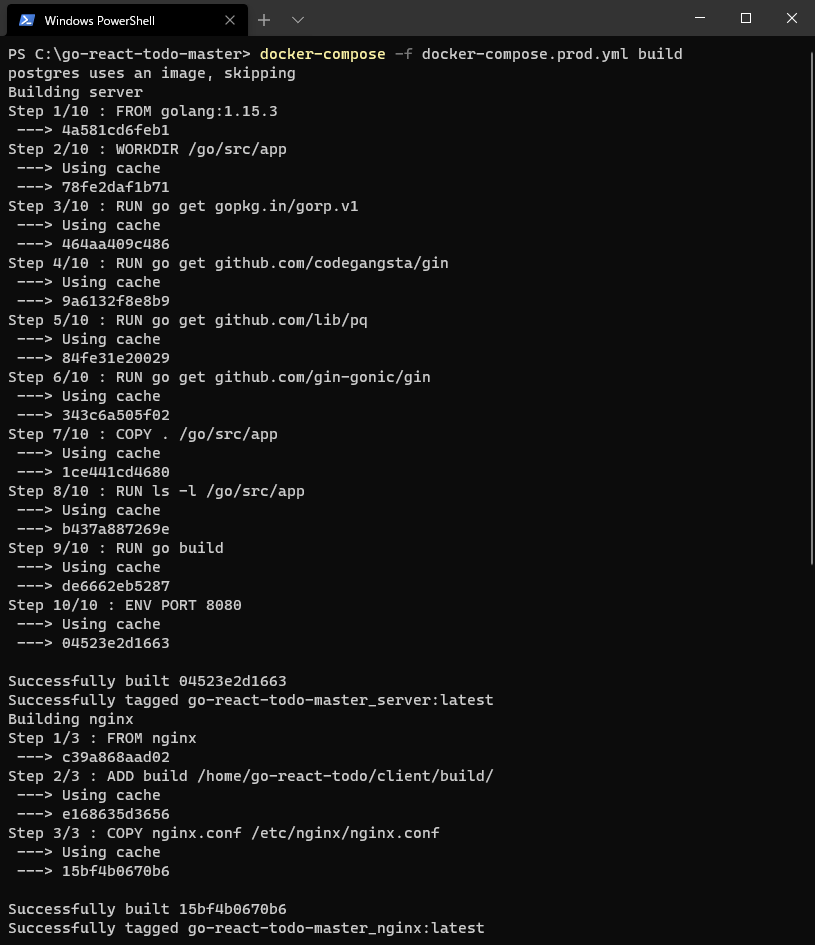 Windows PowerShell
PS C:\go-react-todo-master> docker-compose -f docker-compose.prod.yml build
postgres uses an image, skipping
Building server
Step 1/10 : FROM golang:1.15.3
---> 4a581cd6feb1
Step 2/10 : WORKDIR /go/src/app
---> Using cache
---> 78fe2daf1b71
Step 3/10 : RUN go get gopkg.in/gorp.v1
---> Using cache
---> 464aa409c486
Step 4/10 : RUN go get github.com/codegangsta/gin
---> Using cache
---> 9a6132f8e8b9
Step 5/10 : RUN go get github.com/lib/pq
---> Using cache
---> 84fe31e20029
Step 6/10 : RUN go get github.com/gin-gonic/gin
---> Using cache
---> 343c6a505f02
Step 7/10 : COPY . /go/src/app
---> Using cache
---> 1ce441cd4680
Step 8/10 : RUN ls -l /go/src/app
---> Using cache
---> b437a887269e
Step 9/10 : RUN go build
---> Using cache
---> de6662eb5287
Step 10/10 : ENV PORT 8080
---> Using cache
---> 04523e2d1663
Successfully built 04523e2d1663
Successfully tagged go-react-todo-master_server:latest
Building nginx
Step 1/3 : FROM nginx
---> c39a868aad02
Step 2/3 : ADD build /home/go-react-todo/client/build/
---> Using cache
---> e168635d3656
Step 3/3 : COPY nginx.conf /etc/nginx/nginx.conf
---> Using cache
---> 15bf4b0670b6
Successfully built 15bf4b0670b6
Successfully tagged go-react-todo-master_nginx:latest